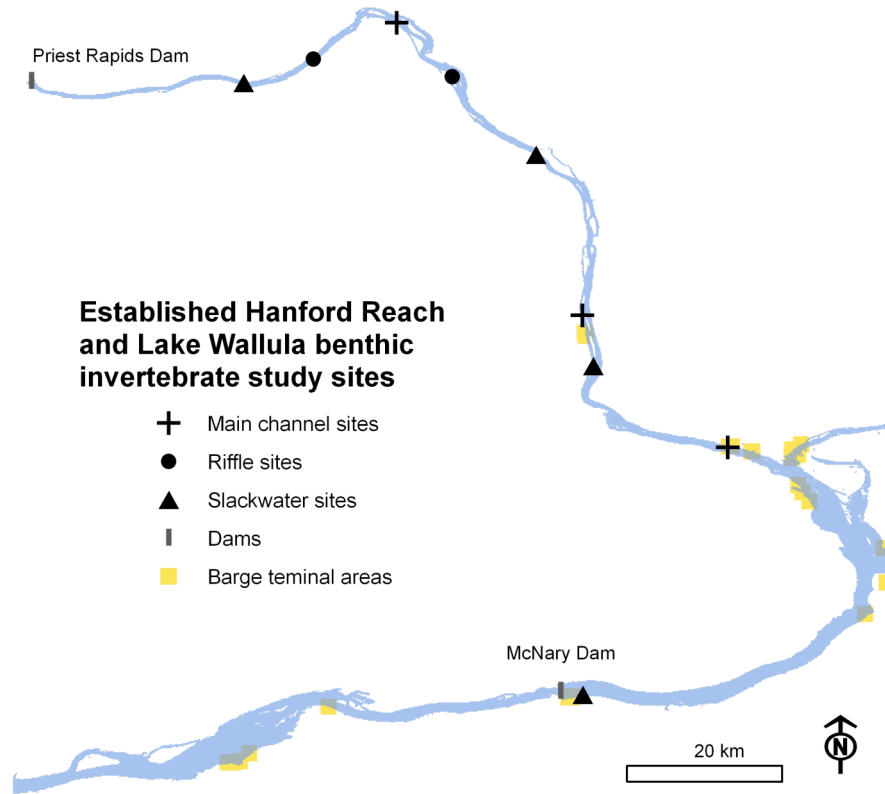 Priest Rapids Dam
Established Hanford Reach
and Lake Wallula benthic
invertebrate study sites
Main channel sites
Riffle sites
Slackwater sites
Dams
Barge teminal areas
McNary Dam
20 km
N